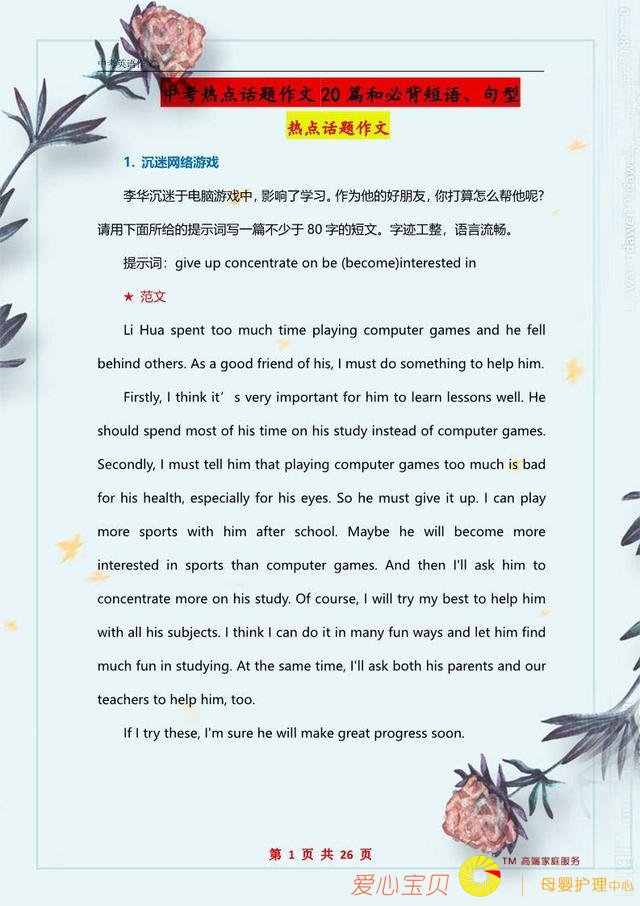 中考英语作文
中考热点话题作文 20 篇和必背短语、句型
热点话题作文
1. 沉迷网络游戏
李华沉迷于电脑游戏中，影响了学习。作为他的好朋友，你打算怎么帮他呢？
请用下面所给的提示词写一篇不少于 80 字的短文。字迹工整，语言流畅。
提示词：give up concentrate on be (become)interested in
★ 范文
Li Hua spent too much time playing computer games and he fell
behind others. As a good friend of his, I must do something to help him.
Firstly, I think it’s very important for him to learn lessons well. He
should spend most of his time on his study instead of computer games.
Secondly, I must tell him that playing computer games too much is bad
for his health, especially for his eyes. So he must give it up. I can play
more sports with him after school. Maybe he will become more
interested in sports than computer games. And then I'll ask him to
concentrate more on his study. Of course, I will try my best to help him
with all his subjects. I think I can do it in many fun ways and let him find
much fun in studying. At the same time, I'll ask both his parents and our
teachers to help him, too.
If I try these, I'm sure he will make great progress soon.
第 1 页 共 26 页
TM 高端家庭服务
爱心宝贝 | 母婴护理中心